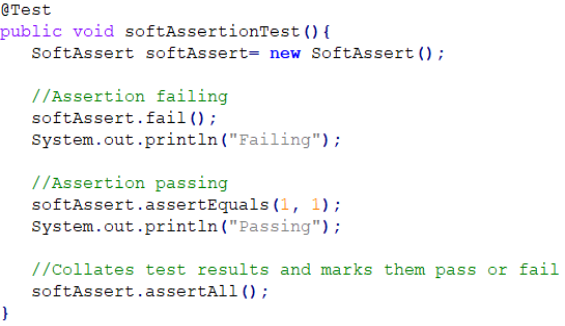 @Test
public void softAssertionTest(){
SoftAssert softAssert= new SoftAssert();
//Assertion failing
softAssert.fail();
System.out.println("Failing");
//Assertion passing
softAssert.assertEquals(1, 1);
System.out.println("Passing");
//Collates test results and marks them pass or fail
softAssert.assertAll();
}